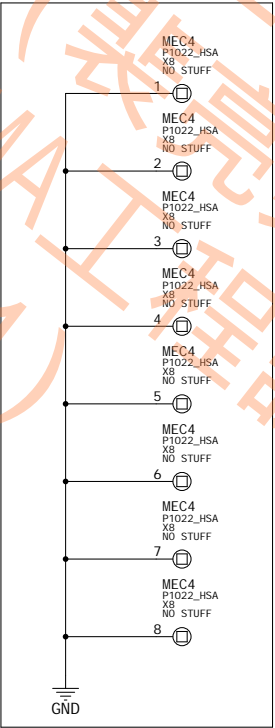 MEC4
P1022_HSA
X8
NO STUFF
1
MEC4
P1022_HSA
X8
NO STUFF
2
MEC4
P1022_HSA
X8
NO STUFF
3
MEC4
P1022_HSA
X8
NO STUFF
4
MEC4
P1022_HSA
X8
NO STUFF
5
MEC4
P1022_HSA
X8
NO STUFF
6
MEC4
P1022_HSA
X8
NO STUFF
7
MEC4
P1022_HSA
X8
NO STUFF
8
GND
工程